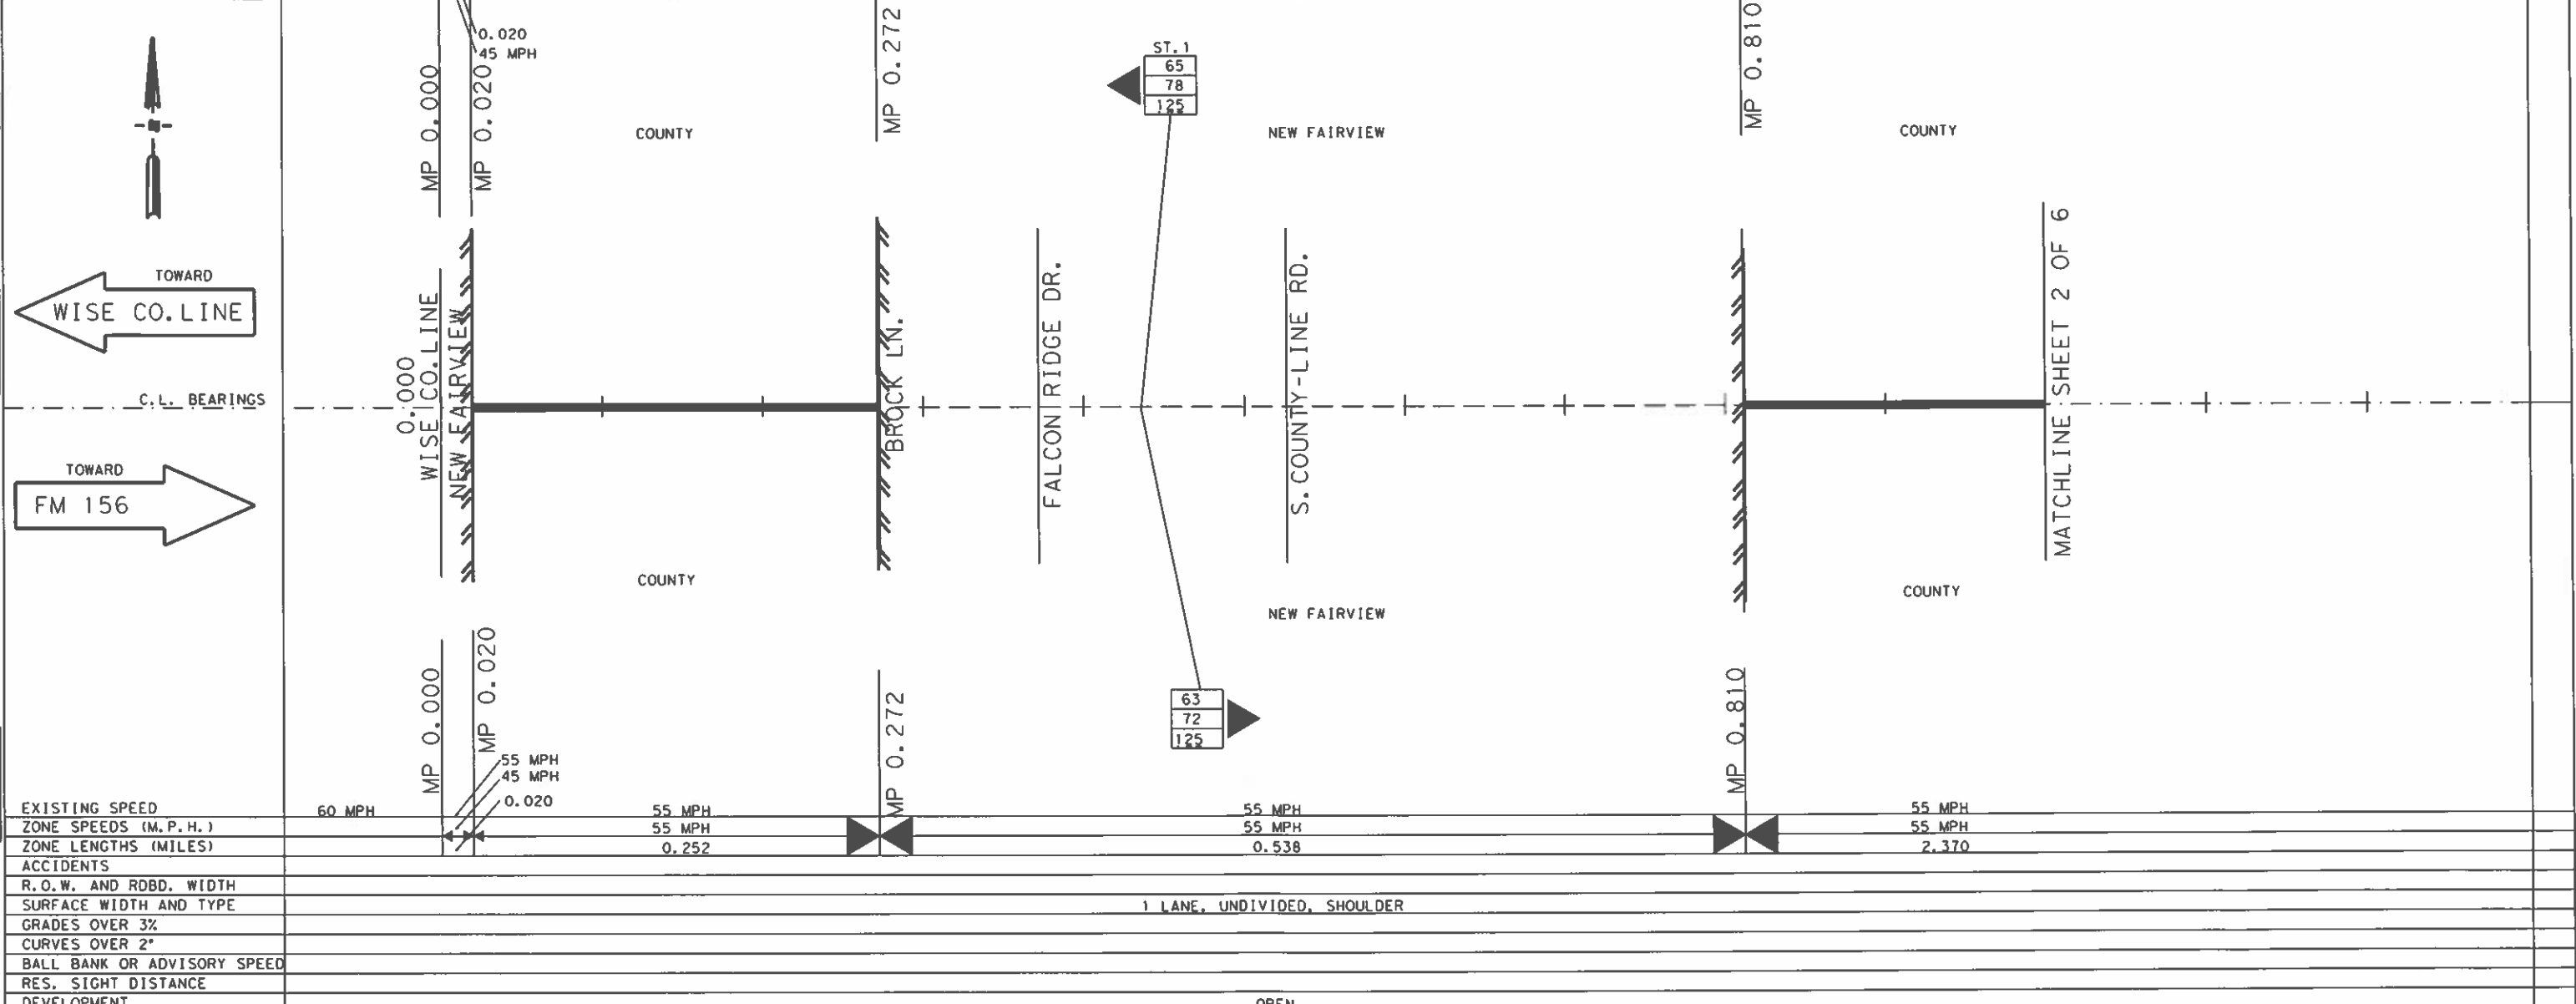 0.020
45 MPH
MP 0.000
MP 0.020
MP 0.272
MP 0.810
ST. 1
65
78
125
COUNTY
NEW FAIRVIEW
COUNTY
TOWARD
WISE CO. LINE
C.L. BEARINGS
TOWARD
FM 156
0.000
WISE CO. LINE
NEW FAIRVIEW
BROCK LN.
FALCON RIDGE DR.
S. COUNTY-LINE RD.
MATCHLINE SHEET 2 OF 6
COUNTY
NEW FAIRVIEW
COUNTY
63
72
125
MP 0.000
MP 0.020
MP 0.272
MP 0.810
55 MPH
45 MPH
0.020
EXISTING SPEED 60 MPH 55 MPH 55 MPH 55 MPH
ZONE SPEEDS (M.P.H.) 55 MPH 55 MPH 55 MPH
ZONE LENGTHS (MILES) 0.252 0.538 2.370
ACCIDENTS
R.O.W. AND RDBD. WIDTH
SURFACE WIDTH AND TYPE 1 LANE, UNDIVIDED, SHOULDER
GRADES OVER 3%
CURVES OVER 2°
BALL BANK OR ADVISORY SPEED
RES. SIGHT DISTANCE
DEVELOPMENT OPEN